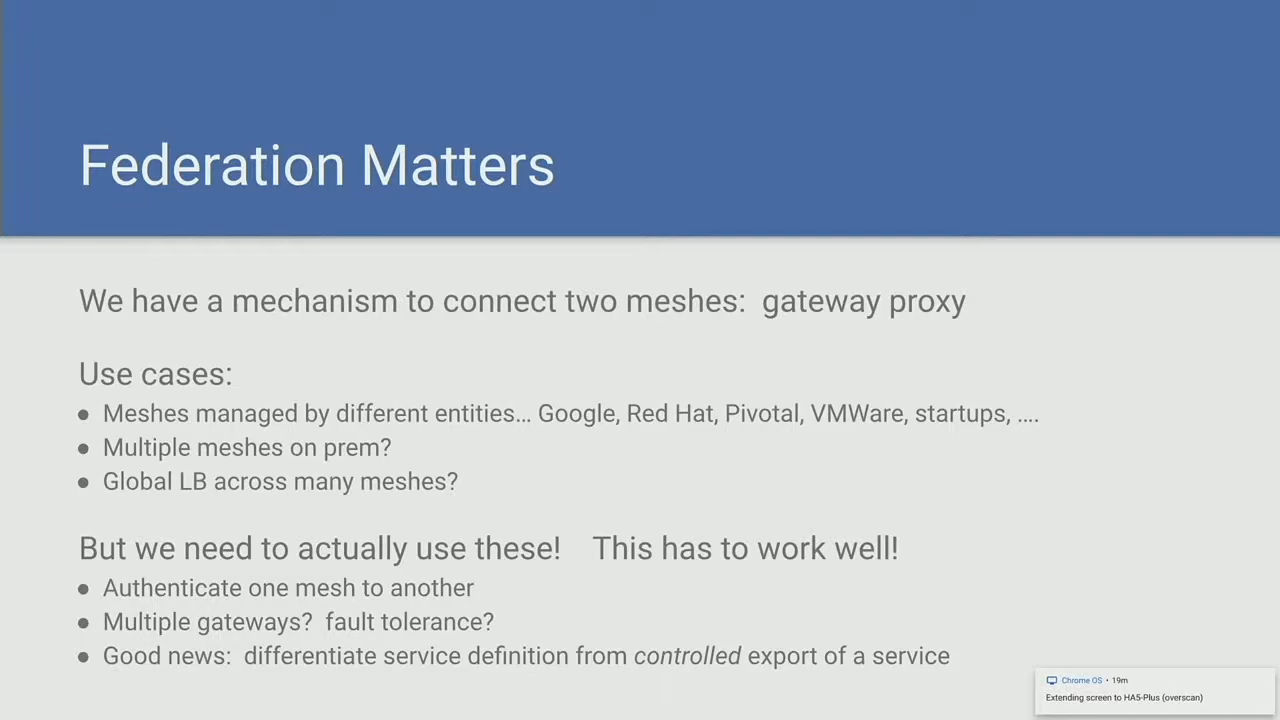 Federation Matters
We have a mechanism to connect two meshes:  gateway proxy
Use cases:
● Meshes managed by different entities… Google, Red Hat, Pivotal, VMWare, startups, ….
● Multiple meshes on prem?
● Global LB across many meshes?
But we need to actually use these!    This has to work well!
● Authenticate one mesh to another
● Multiple gateways?  fault tolerance?
● Good news:  differentiate service definition from controlled export of a service
Chrome OS • 19m
Extending screen to HA5-Plus (overscan)